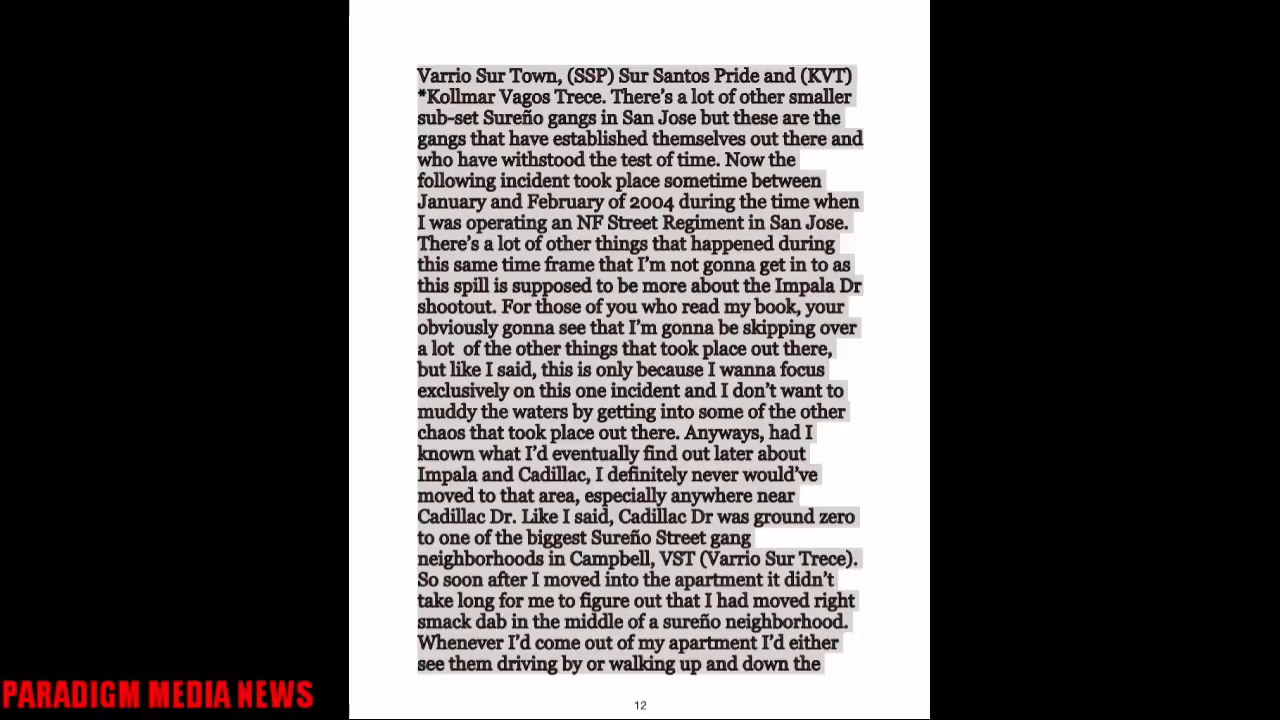 Varrio Sur Town, (SSP) Sur Santos Pride and (KVT)
*Kollmar Vagos Trece. There's a lot of other smaller
sub-set Sureño gangs in San Jose but these are the
gangs that have established themselves out there and
who have withstood the test of time. Now the
following incident took place sometime between
January and February of 2004 during the time when
I was operating an NF Street Regiment in San Jose.
There's a lot of other things that happened during
this same time frame that I'm not gonna get in to as
this spill is supposed to be more about the Impala Dr
shootout. For those of you who read my book, your
obviously gonna see that I'm gonna be skipping over
a lot  of the other things that took place out there,
but like I said, this is only because I wanna focus
exclusively on this one incident and I don't want to
muddy the waters by getting into some of the other
chaos that took place out there. Anyways, had I
known what I'd eventually find out later about
Impala and Cadillac, I definitely never would've
moved to that area, especially anywhere near
Cadillac Dr. Like I said, Cadillac Dr was ground zero
to one of the biggest Sureño Street gang
neighborhoods in Campbell, VST (Varrio Sur Trece).
So soon after I moved into the apartment it didn't
take long for me to figure out that I had moved right
smack dab in the middle of a sureño neighborhood.
Whenever I'd come out of my apartment I'd either
see them driving by or walking up and down the
12
PARADIGM MEDIA NEWS